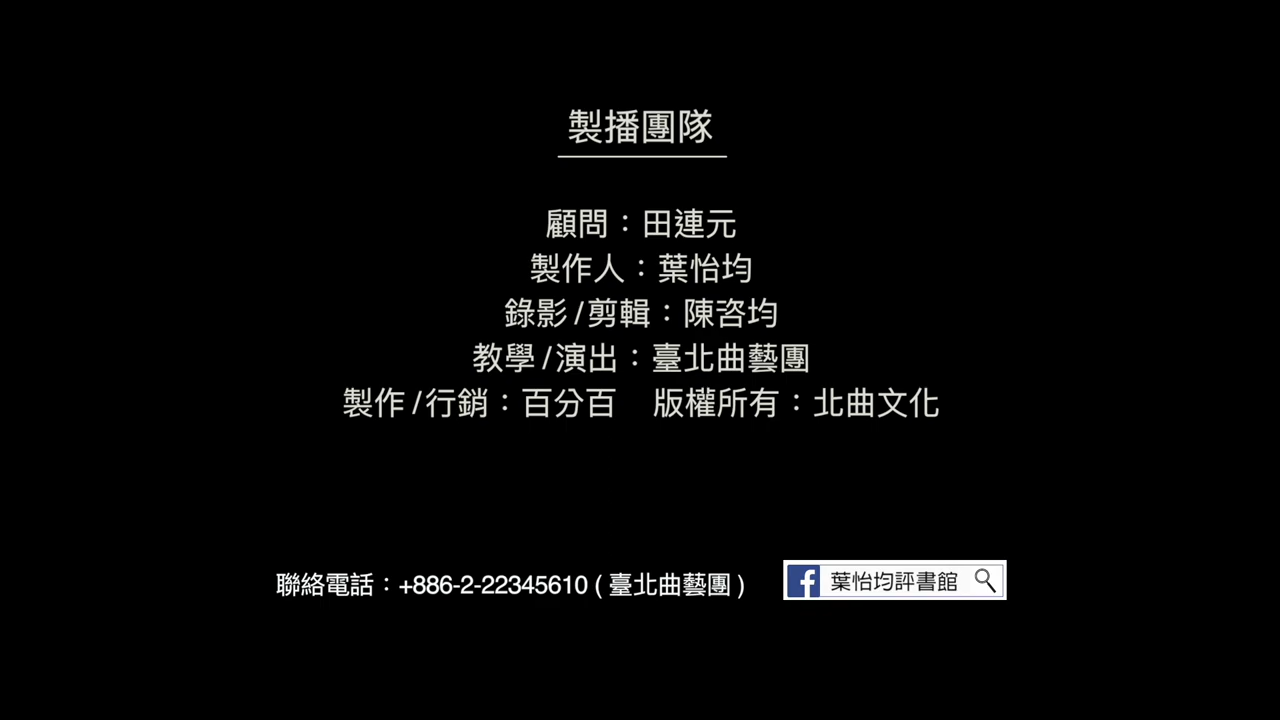 製播團隊
顧問：田連元
製作人：葉怡均
錄影/剪輯：陳咨均
教學/演出：臺北曲藝團
製作/行銷：百分百　版權所有：北曲文化
聯絡電話：+886-2-22345610 ( 臺北曲藝團 )　f 葉怡均評書館